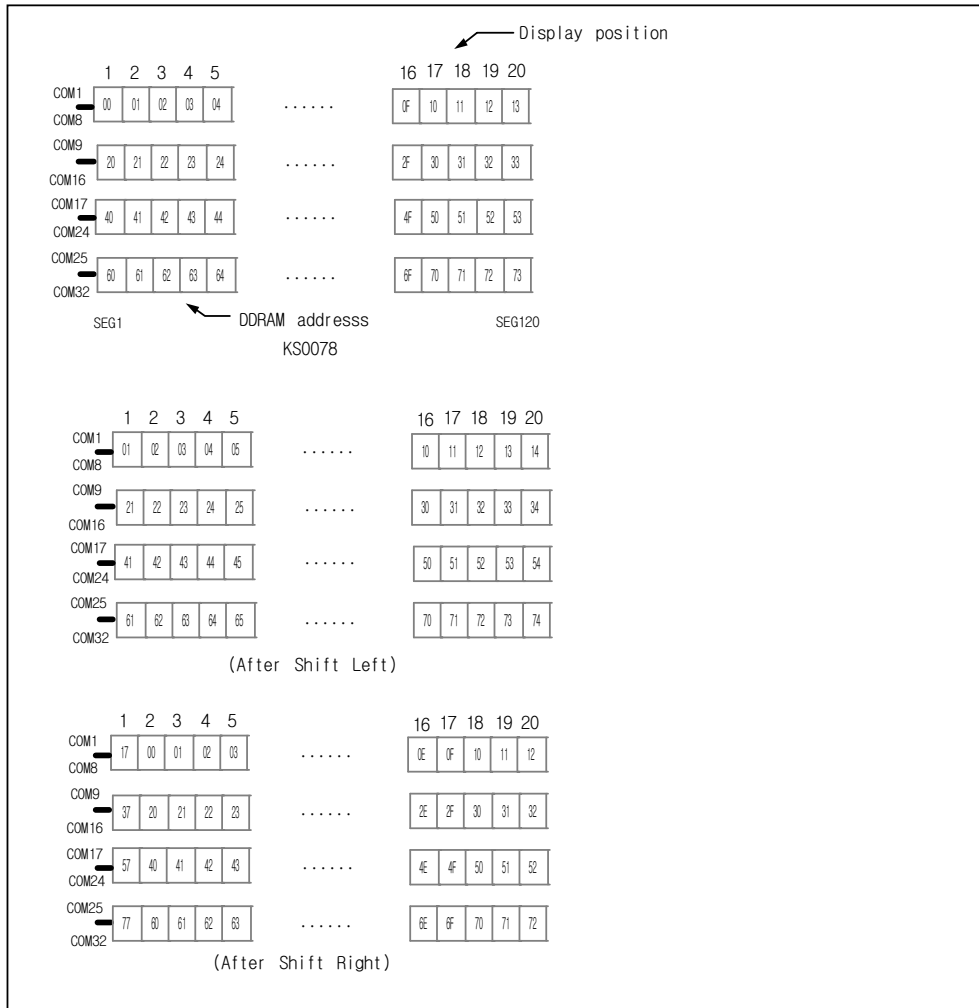 Display position
1 2 3 4 5 16 17 18 19 20
COM1
COM8
00 01 02 03 04 ...... 0F 10 11 12 13
COM9
COM16
20 21 22 23 24 ...... 2F 30 31 32 33
COM17
COM24
40 41 42 43 44 ...... 4F 50 51 52 53
COM25
COM32
60 61 62 63 64 ...... 6F 70 71 72 73
SEG1 DDRAM addresss SEG120
KS0078
1 2 3 4 5 16 17 18 19 20
COM1
COM8
01 02 03 04 05 ...... 10 11 12 13 14
COM9
COM16
21 22 23 24 25 ...... 30 31 32 33 34
COM17
COM24
41 42 43 44 45 ...... 50 51 52 53 54
COM25
COM32
61 62 63 64 65 ...... 70 71 72 73 74
(After Shift Left)
1 2 3 4 5 16 17 18 19 20
COM1
COM8
17 00 01 02 03 ...... 0E 0F 10 11 12
COM9
COM16
37 20 21 22 23 ...... 2E 2F 30 31 32
COM17
COM24
57 40 41 42 43 ...... 4E 4F 50 51 52
COM25
COM32
77 60 61 62 63 ...... 6E 6F 70 71 72
(After Shift Right)